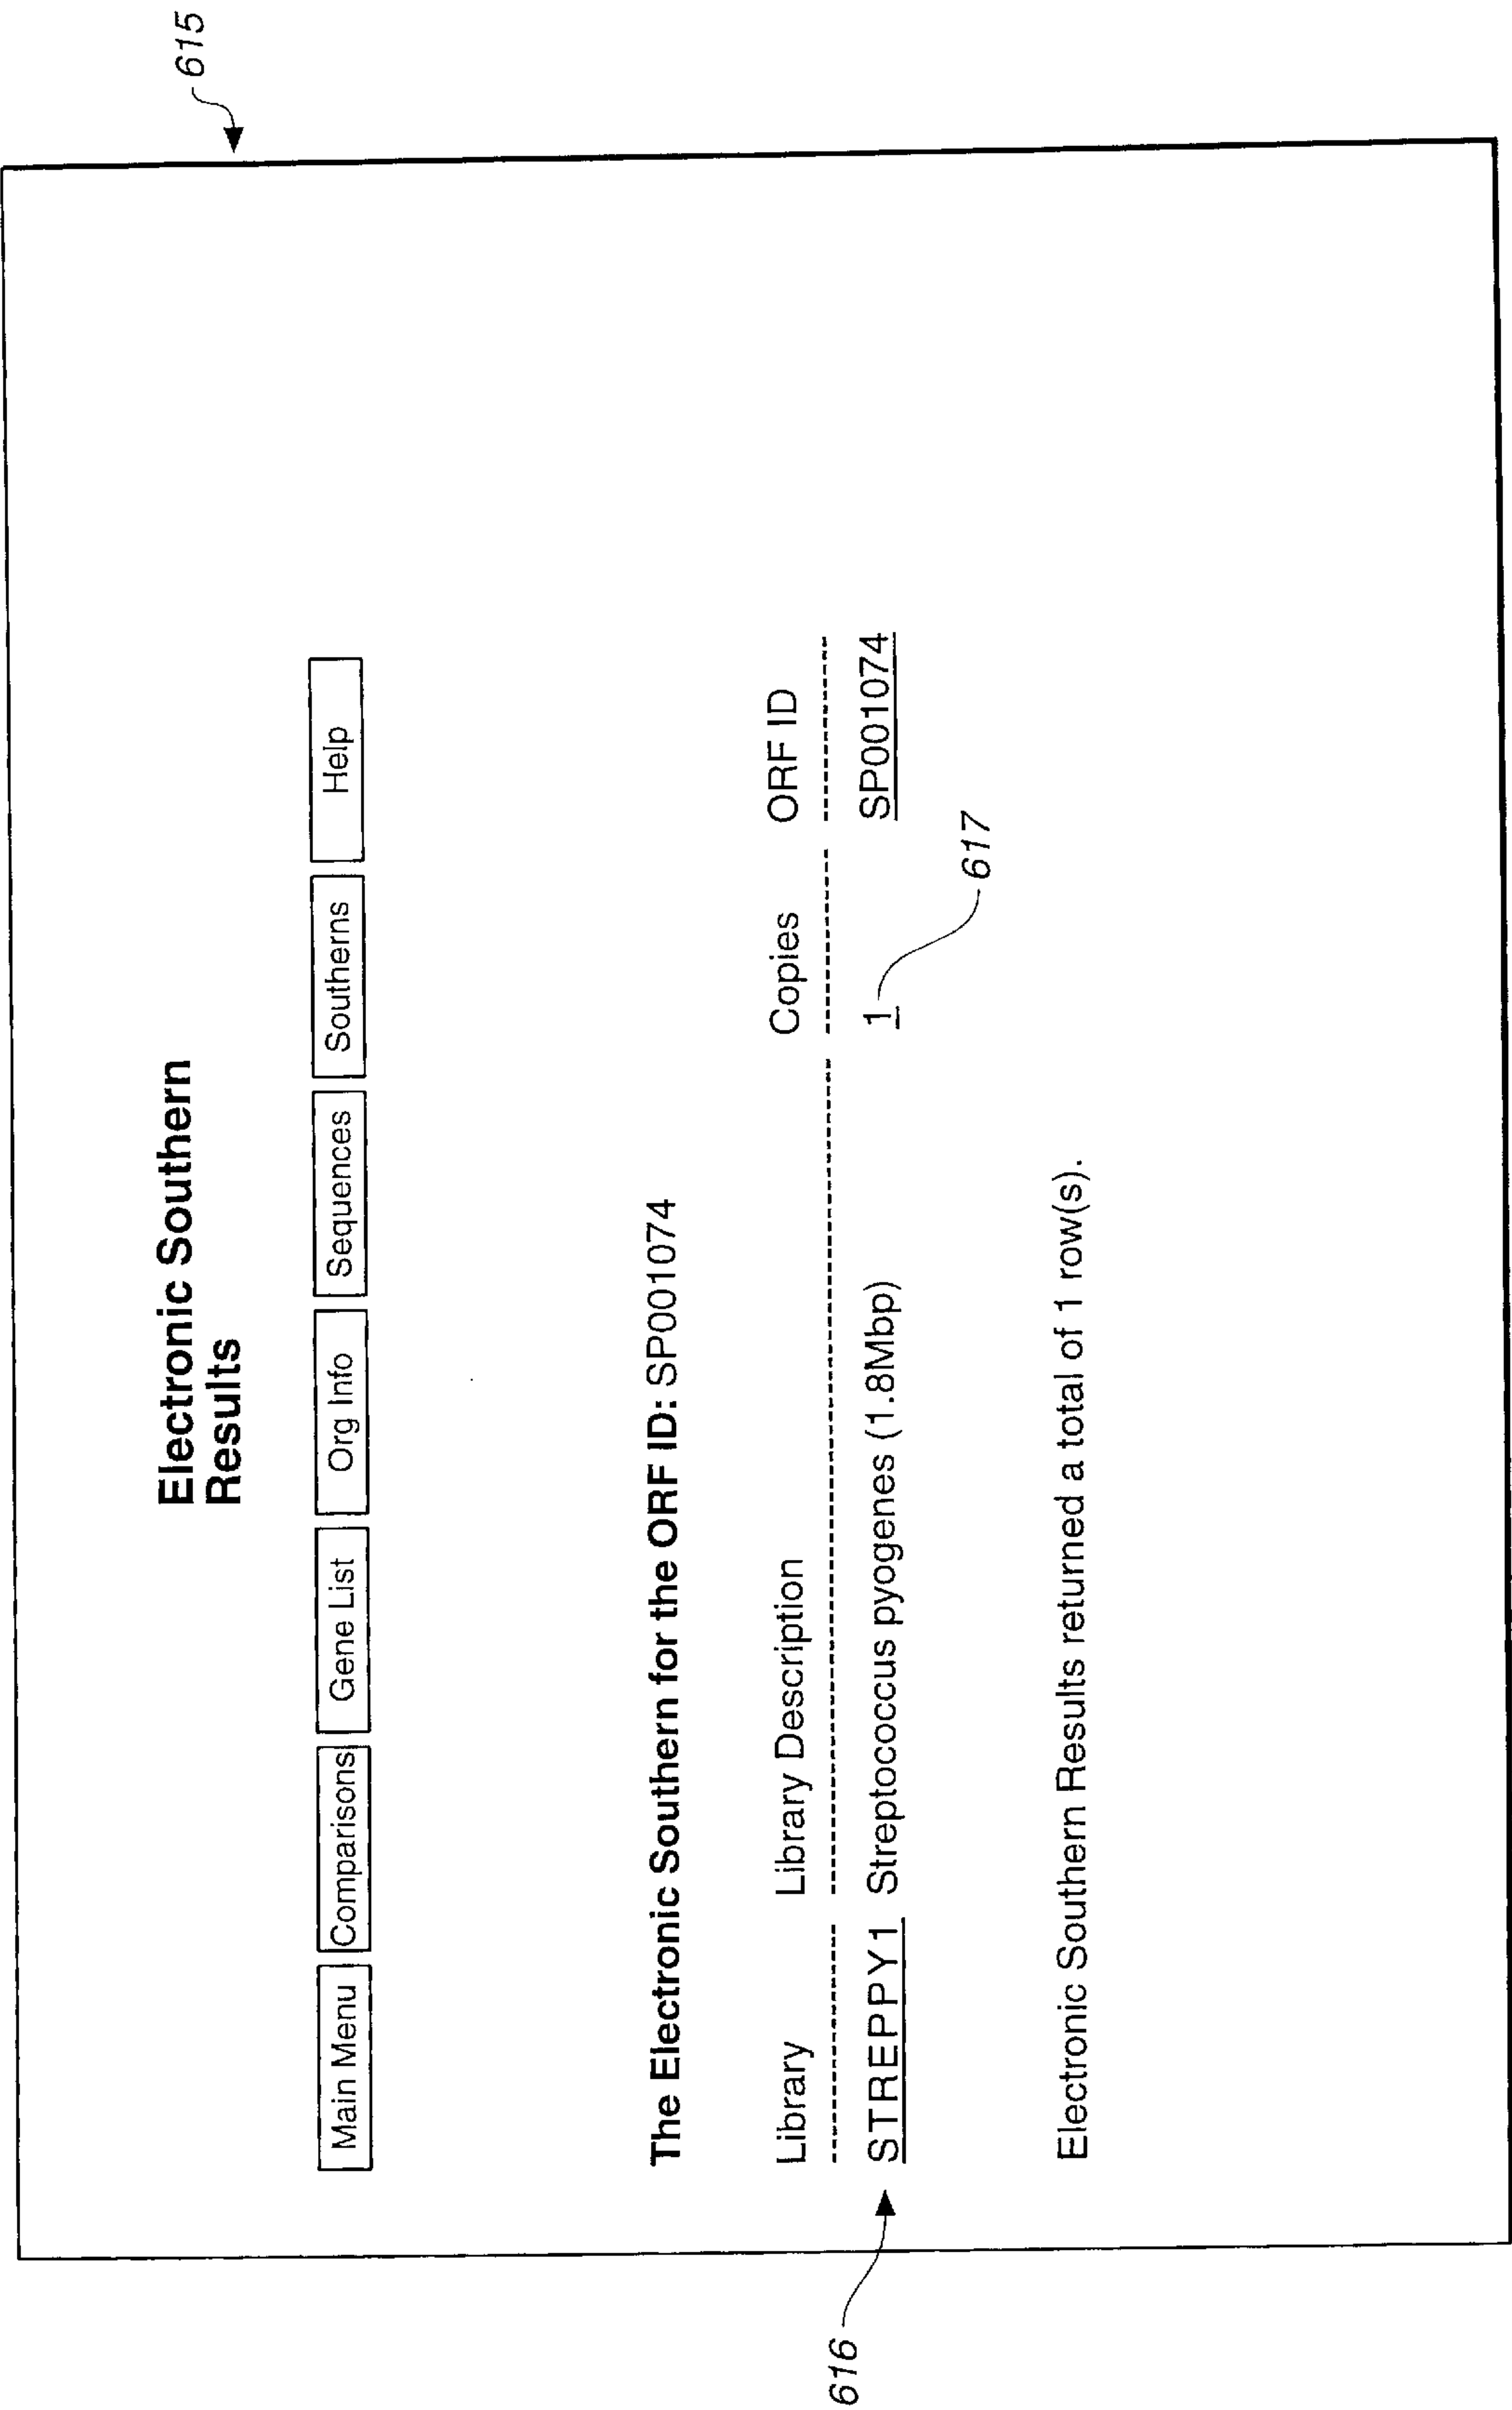 615
Electronic Southern
Results
Main Menu Comparisons Gene List Org Info Sequences Southerns Help
The Electronic Southern for the ORF ID: SP001074
Library Library Description Copies ORF ID
616 STREPPY1 Streptococcus pyogenes (1.8Mbp) 1 SP001074
617
Electronic Southern Results returned a total of 1 row(s).